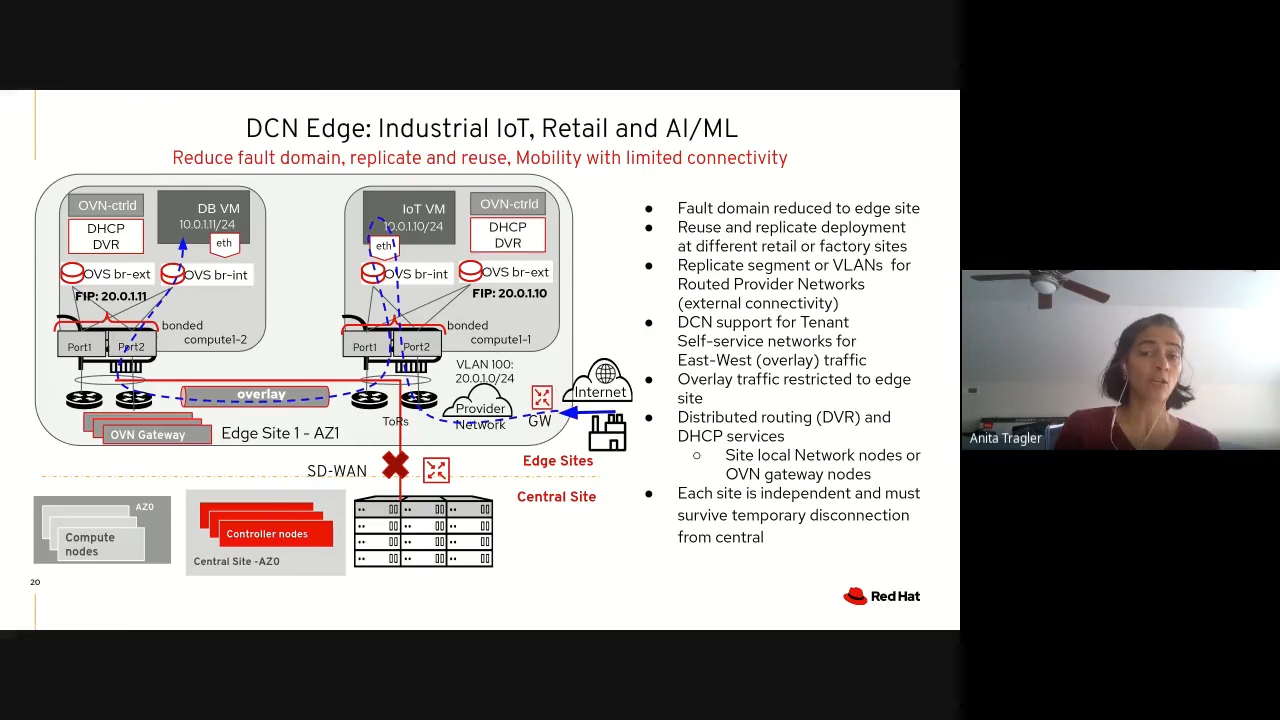 DCN Edge: Industrial IoT, Retail and AI/ML
Reduce fault domain, replicate and reuse, Mobility with limited connectivity
OVN-ctrld
DB VM
10.0.1.11/24
DHCP
DVR
eth
OVS br-ext
OVS br-int
FIP: 20.0.1.11
bonded
compute1-2
Port1
Port2
IoT VM
10.0.1.10/24
OVN-ctrld
DHCP
DVR
eth
OVS br-int
OVS br-ext
FIP: 20.0.1.10
bonded
compute1-1
Port1
Port2
VLAN 100:
20.0.1.0/24
overlay
ToRs
Provider
Network
GW
Internet
OVN Gateway
Edge Site 1 - AZ1
SD-WAN
Edge Sites
Central Site
AZ0
Compute
nodes
Controller nodes
Central Site -AZ0
20
● Fault domain reduced to edge site
● Reuse and replicate deployment
at different retail or factory sites
● Replicate segment or VLANs for
Routed Provider Networks
(external connectivity)
● DCN support for Tenant
Self-service networks for
East-West (overlay) traffic
● Overlay traffic restricted to edge
site
● Distributed routing (DVR) and
DHCP services
○ Site local Network nodes or
OVN gateway nodes
● Each site is independent and must
survive temporary disconnection
from central
Red Hat
Anita Tragler